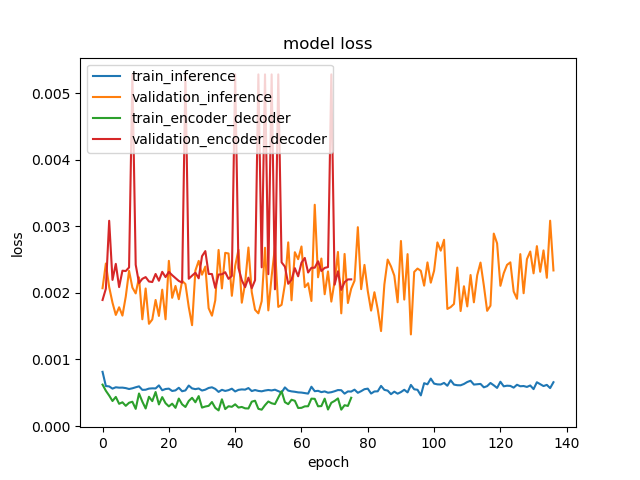 model loss
train_inference
validation_inference
train_encoder_decoder
validation_encoder_decoder
loss
0.005
0.004
0.003
0.002
0.001
0.000
0 20 40 60 80 100 120 140
epoch